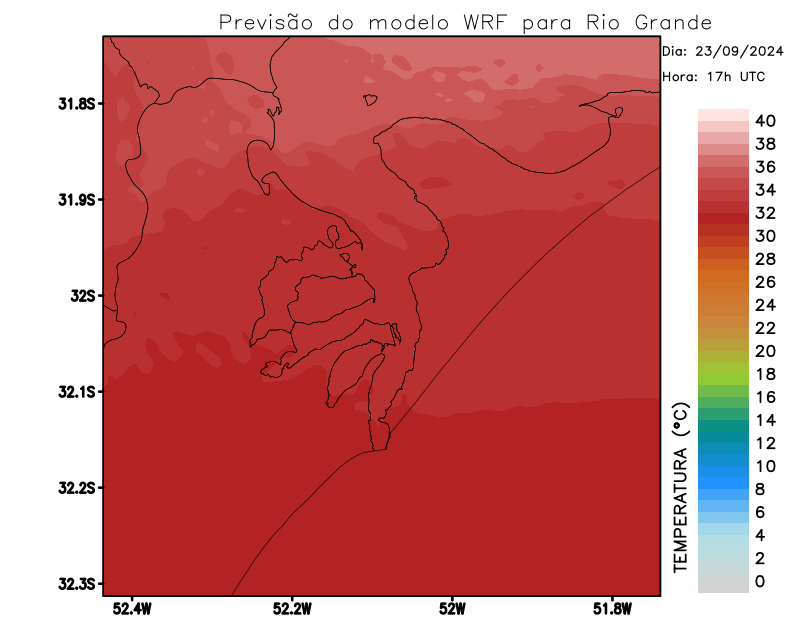 Previsão do modelo WRF para Rio Grande
Dia: 23/09/2024
Hora: 17h UTC
31.8S
31.9S
32S
32.1S
32.2S
32.3S
52.4W
52.2W
52W
51.8W
TEMPERATURA (°C)
40
38
36
34
32
30
28
26
24
22
20
18
16
14
12
10
8
6
4
2
0